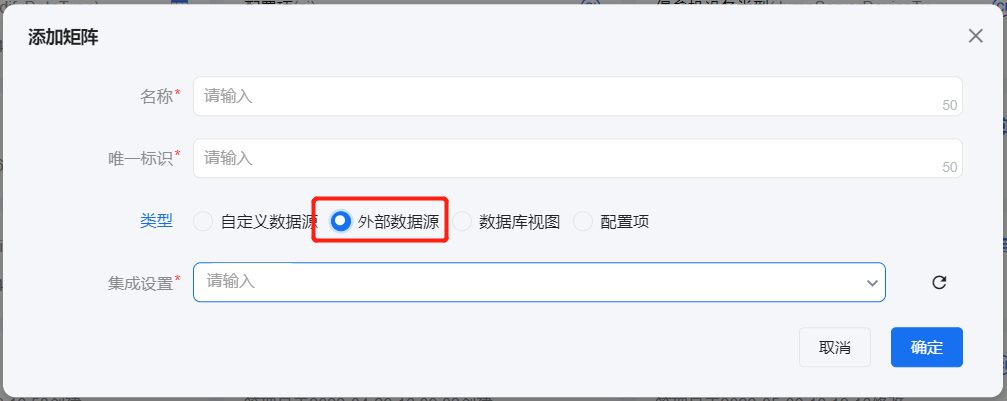 添加矩阵
名称* 请输入 50
唯一标识* 请输入 50
类型 自定义数据源 外部数据源 数据库视图 配置项
集成设置* 请输入
取消 确定